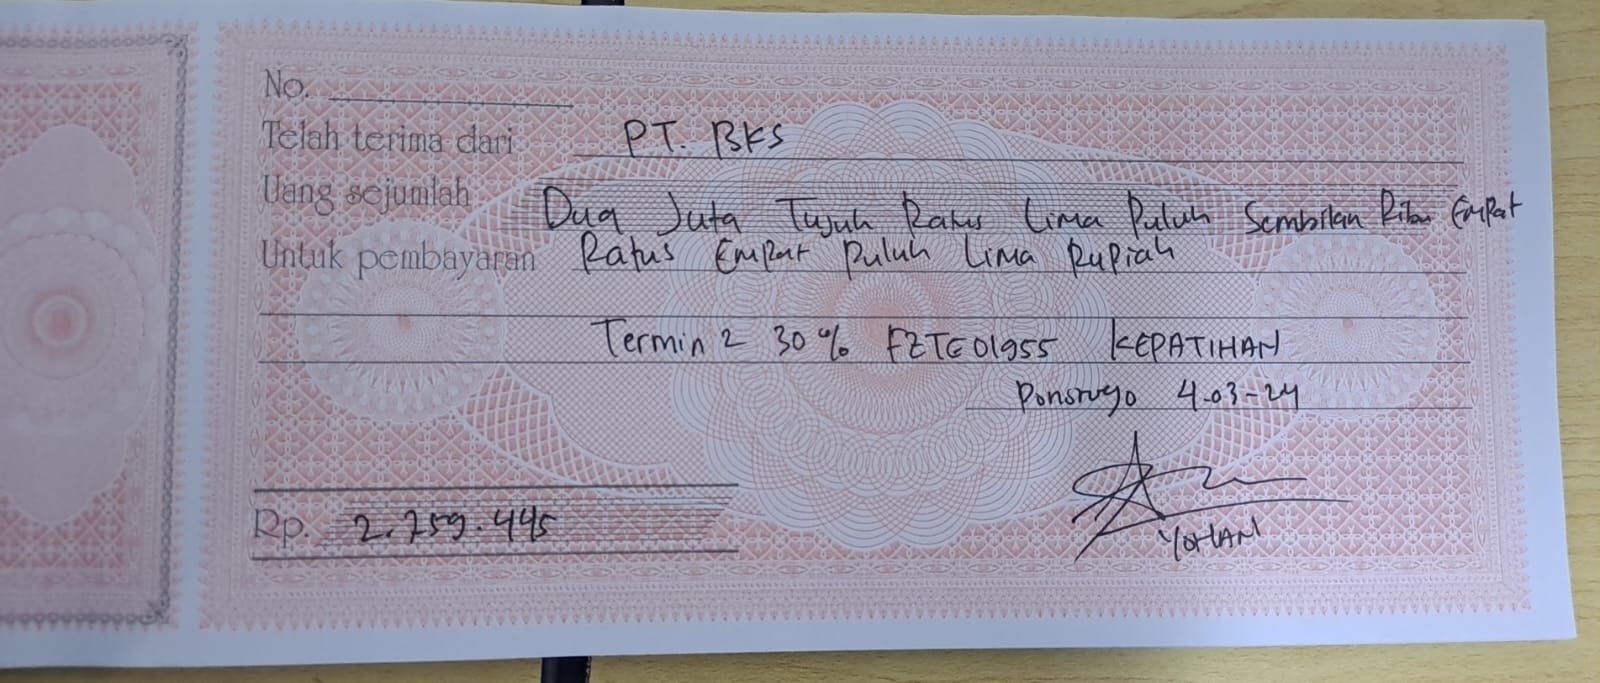 No.
Telah terima dari PT. BKS
Uang sejumlah Dua Juta Tujuh Ratus Lima Puluh Sembilan Ribu Empat
Untuk pembayaran Ratus Empat Puluh Lima Rupiah
Termin 2 30% FZTE01955 KEPATIHAN
Ponorogo 4-03-24
Rp. 2.759.445
YOHAN